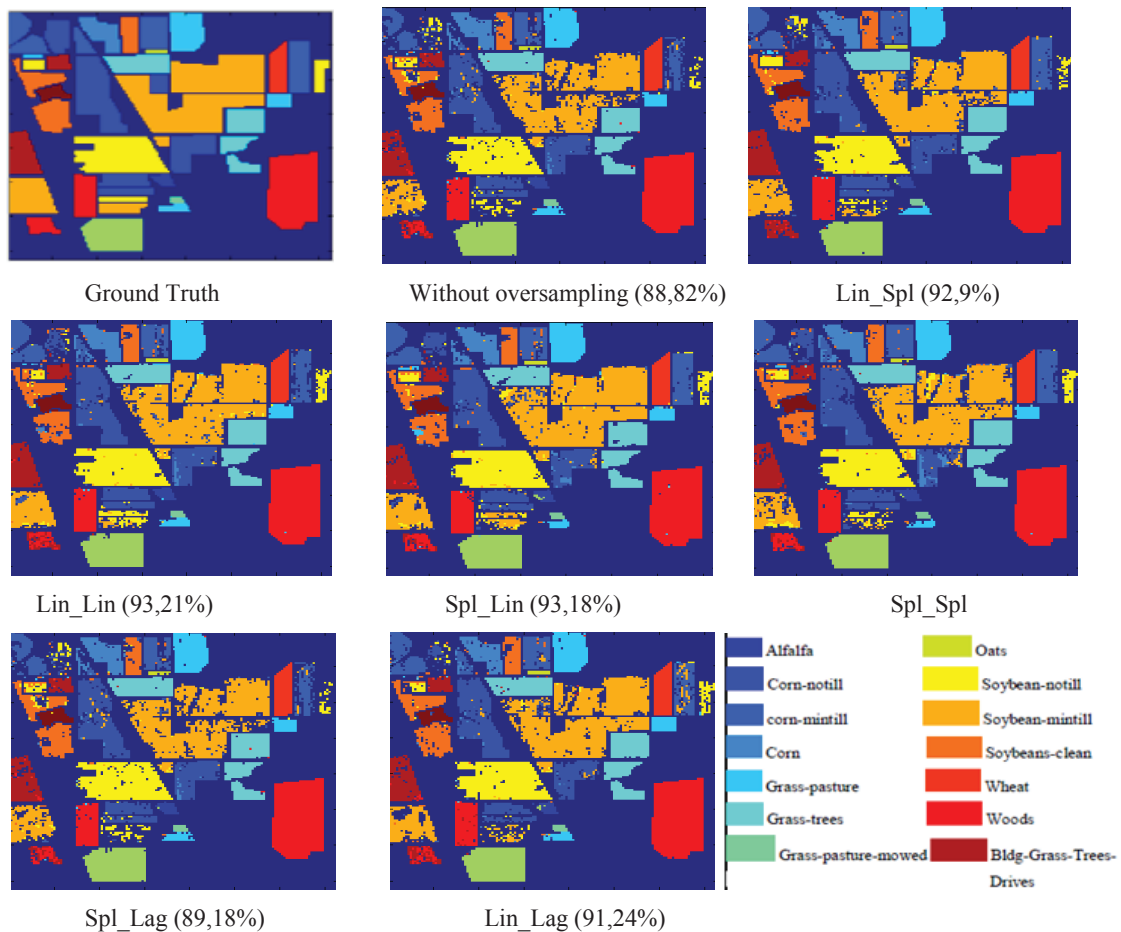 Ground Truth
Without oversampling (88,82%)
Lin_Spl (92,9%)
Lin_Lin (93,21%)
Spl_Lin (93,18%)
Spl_Spl
Spl_Lag (89,18%)
Lin_Lag (91,24%)
Alfalfa
Corn-notill
corn-mintill
Corn
Grass-pasture
Grass-trees
Grass-pasture-mowed
Oats
Soybean-notill
Soybean-mintill
Soybeans-clean
Wheat
Woods
Bldg-Grass-Trees-
Drives